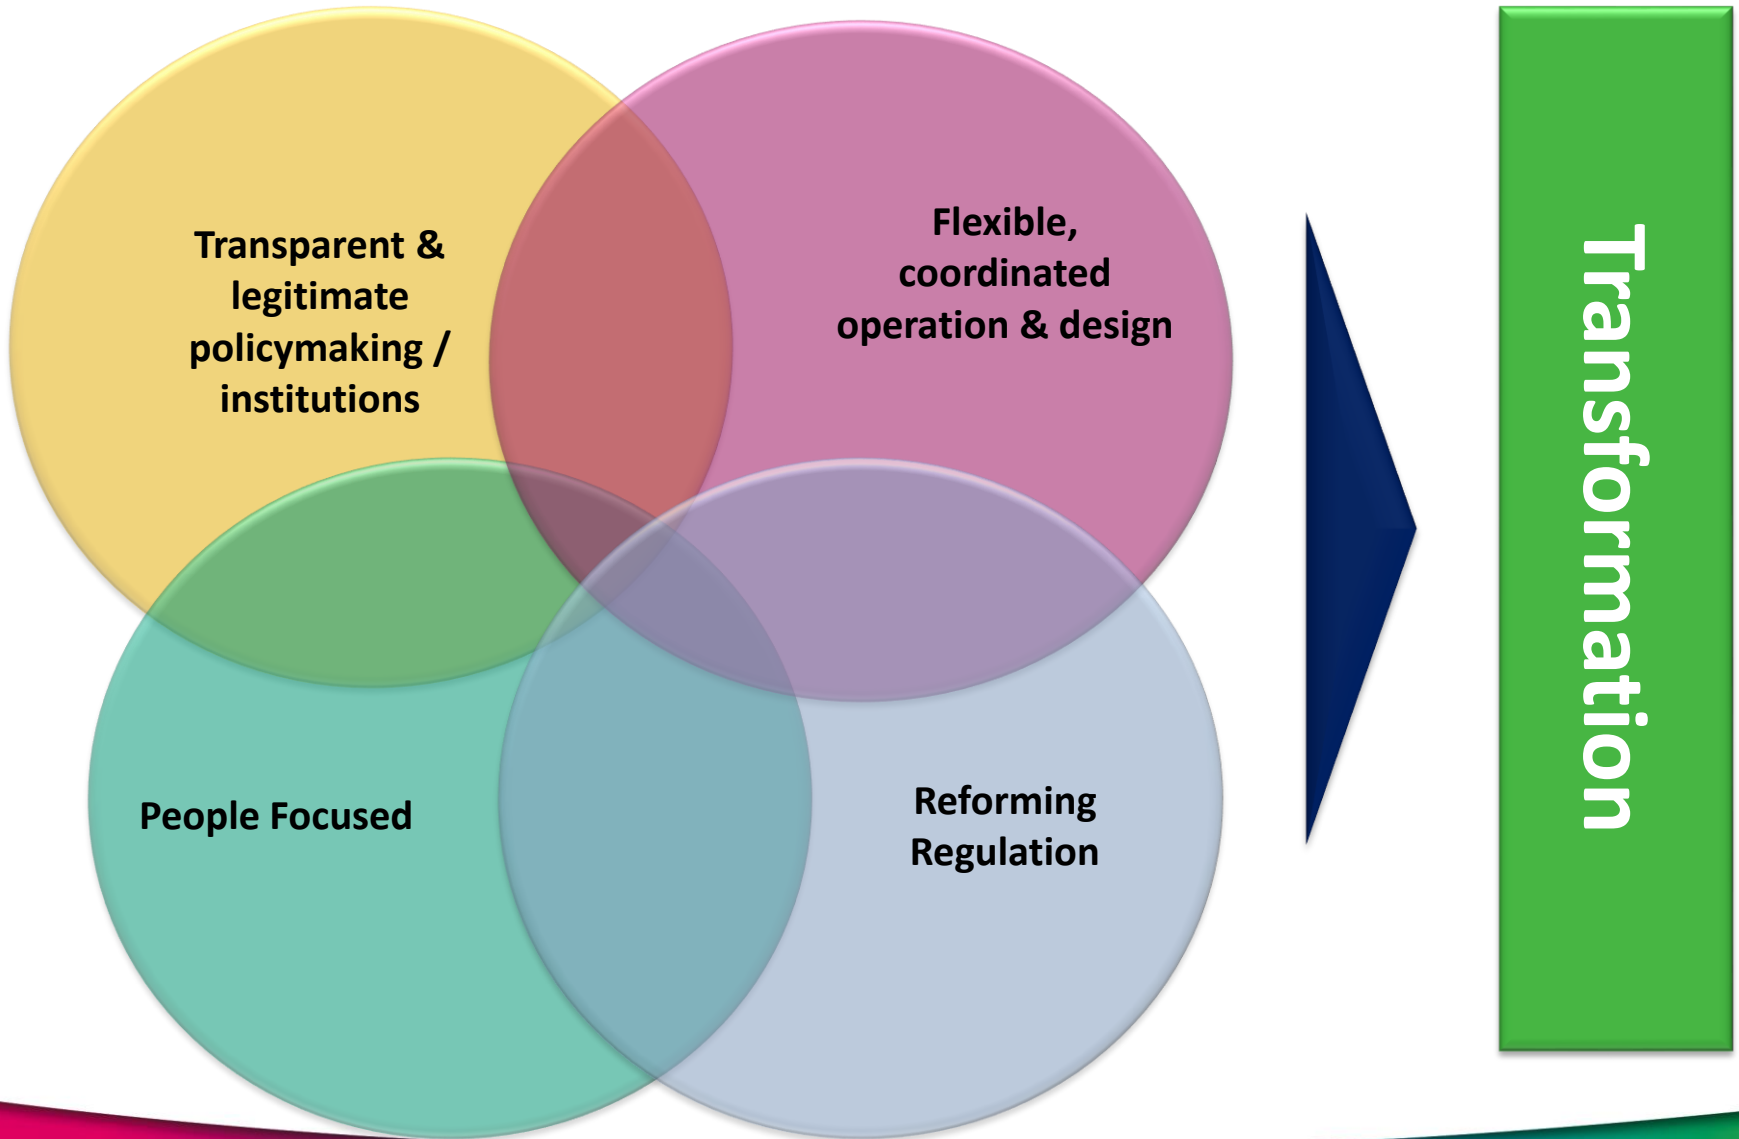 Transparent &
legitimate
policymaking /
institutions
Flexible,
coordinated
operation & design
People Focused
Reforming
Regulation
Transformation